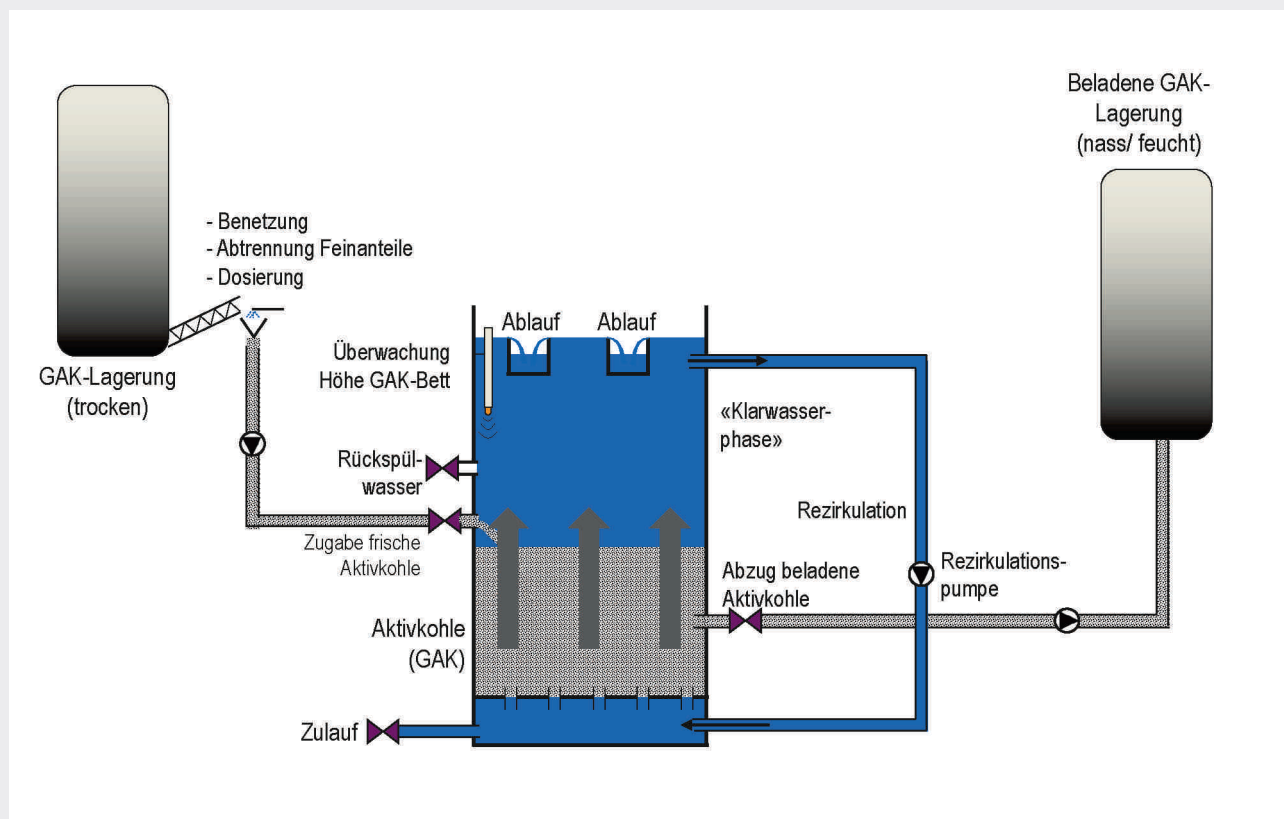 Beladene GAK-
Lagerung
(nass/ feucht)
- Benetzung
- Abtrennung Feinanteile
- Dosierung
GAK-Lagerung
(trocken)
Ablauf
Ablauf
Überwachung
Höhe GAK-Bett
«Klarwasser-
phase»
Rückspül-
wasser
Rezirkulation
Zugabe frische
Aktivkohle
Abzug beladene
Aktivkohle
Rezirkulations-
pumpe
Aktivkohle
(GAK)
Zulauf